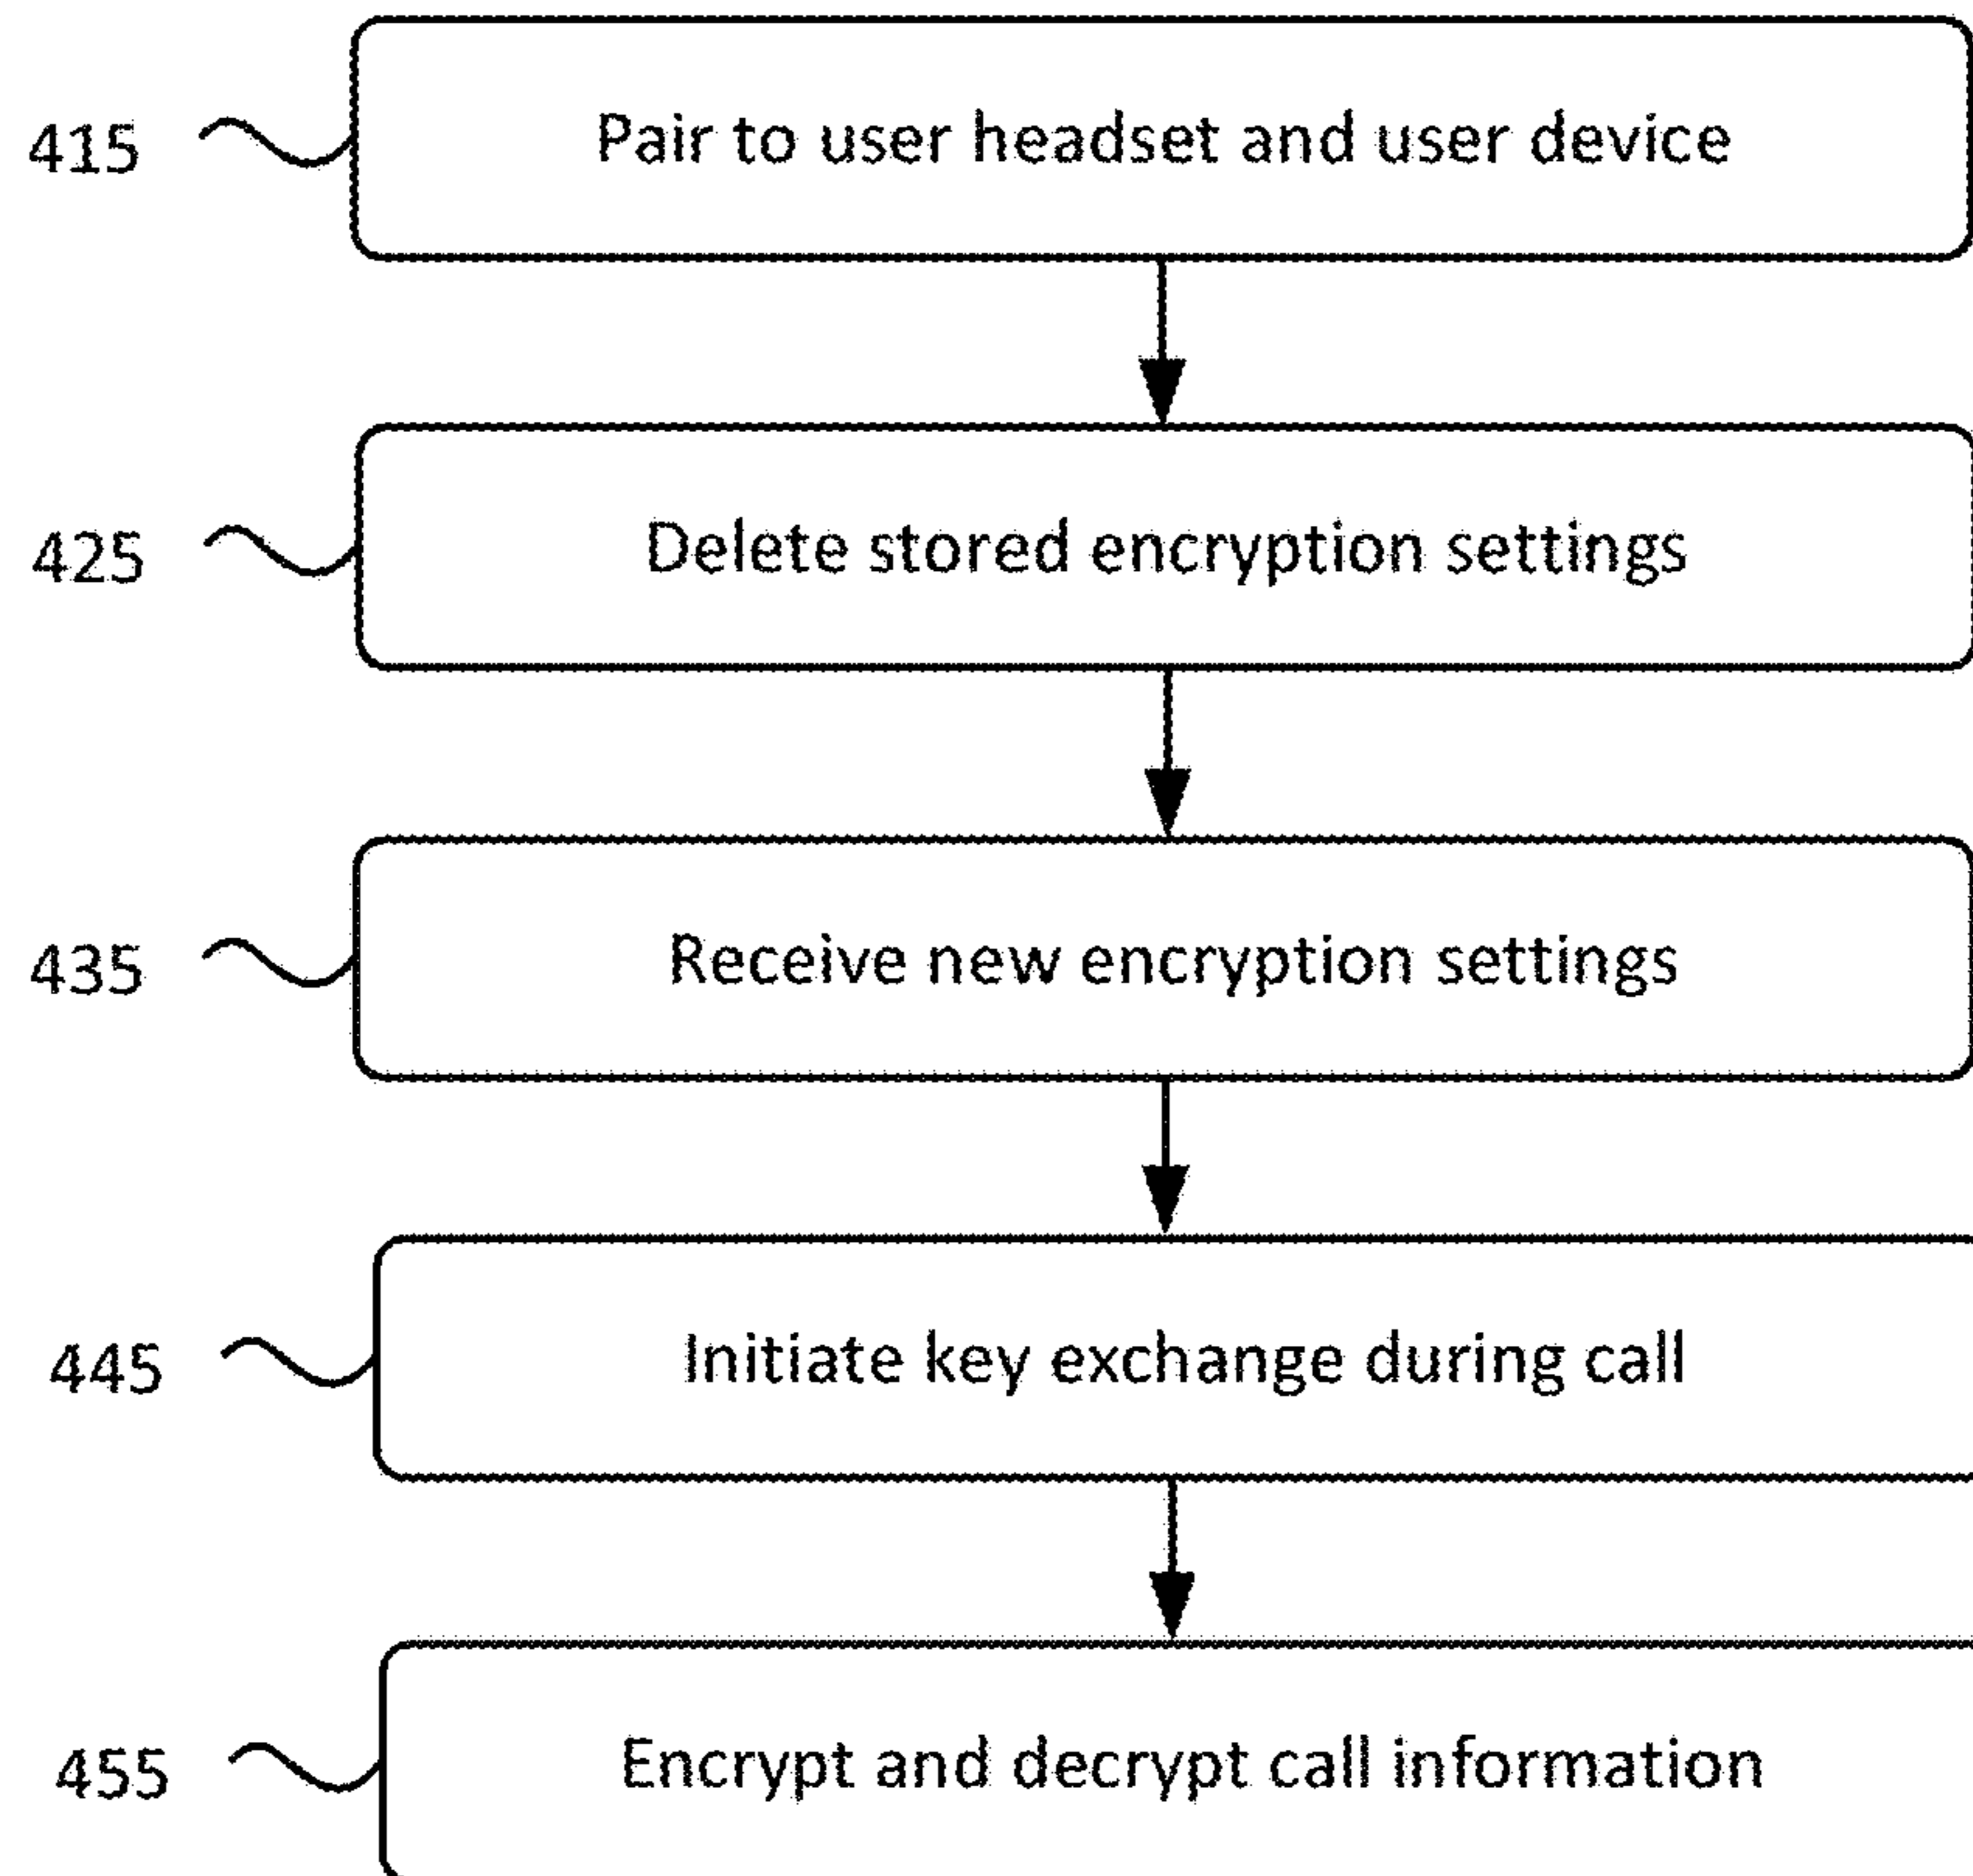 415 Pair to user headset and user device
425 Delete stored encryption settings
435 Receive new encryption settings
445 Initiate key exchange during call
455 Encrypt and decrypt call information